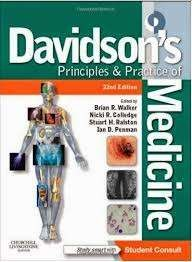 Davidson's
Principles & Practice of
Medicine
22nd Edition
Edited by
Brian R. Walker
Nicki R. Colledge
Stuart H. Ralston
Ian D. Penman
CHURCHILL
LIVINGSTONE
ELSEVIER
Study smart with
Student Consult